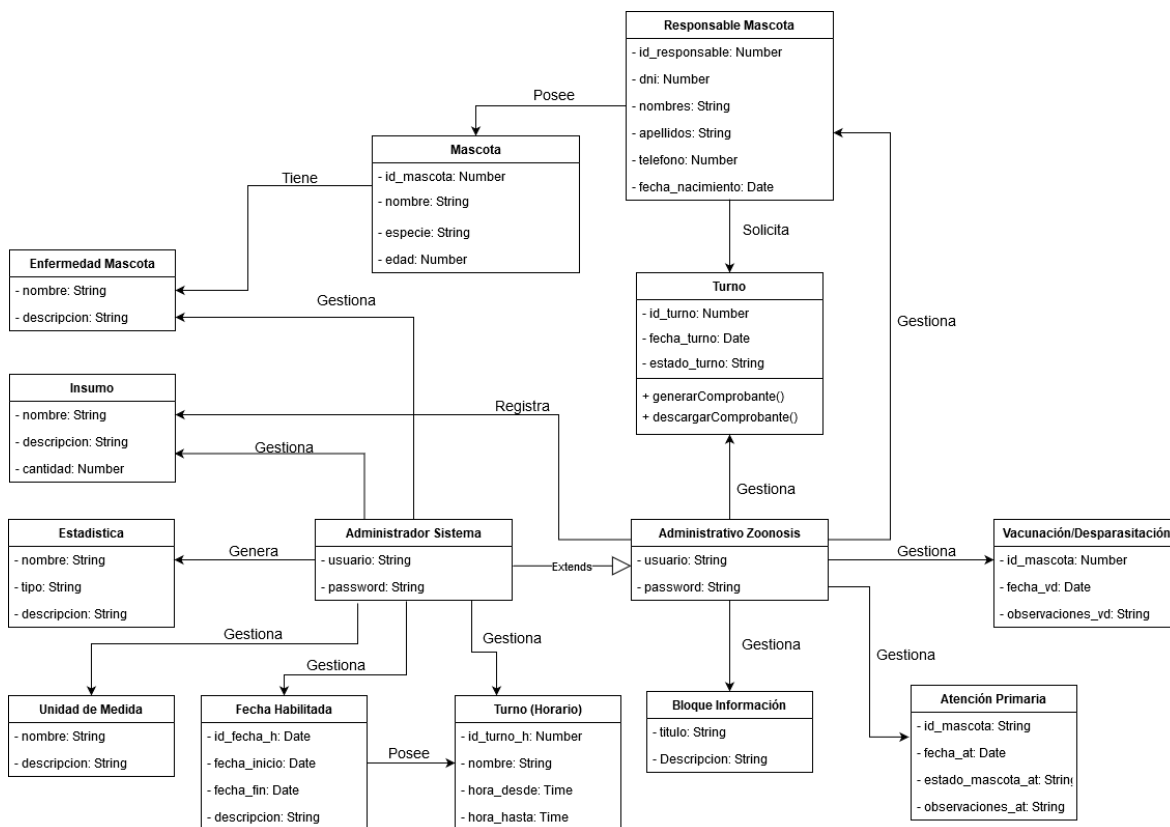 Responsable Mascota
- id_responsable: Number
- dni: Number
- nombres: String
- apellidos: String
- telefono: Number
- fecha_nacimiento: Date
Posee
Mascota
- id_mascota: Number
- nombre: String
- especie: String
- edad: Number
Tiene
Solicita
Enfermedad Mascota
- nombre: String
- descripcion: String
Gestiona
Turno
- id_turno: Number
- fecha_turno: Date
- estado_turno: String
+ generarComprobante()
+ descargarComprobante()
Gestiona
Insumo
- nombre: String
- descripcion: String
- cantidad: Number
Registra
Gestiona
Gestiona
Estadistica
- nombre: String
- tipo: String
- descripcion: String
Genera
Administrador Sistema
- usuario: String
- password: String
Extends
Administrativo Zoonosis
- usuario: String
- password: String
Gestiona
Vacunación/Desparasitación
- id_mascota: Number
- fecha_vd: Date
- observaciones_vd: String
Gestiona
Gestiona
Gestiona
Gestiona
Gestiona
Unidad de Medida
- nombre: String
- descripcion: String
Fecha Habilitada
- id_fecha_h: Date
- fecha_inicio: Date
- fecha_fin: Date
- descripcion: String
Posee
Turno (Horario)
- id_turno_h: Number
- nombre: String
- hora_desde: Time
- hora_hasta: Time
Bloque Información
- titulo: String
- Descripcion: String
Atención Primaria
- id_mascota: String
- fecha_at: Date
- estado_mascota_at: String
- observaciones_at: String